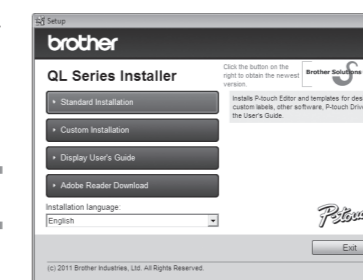 Setup
brother
QL Series Installer
Click the button on the
right to obtain the newest
version.
Brother Solutions
Standard Installation
Custom Installation
Display User's Guide
Adobe Reader Download
Installs P-touch Editor and templates for
custom labels, other software, P-touch
the User's Guide.
Installation language:
English
Exit
(c) 2011 Brother Industries, Ltd. All Rights Reserved.